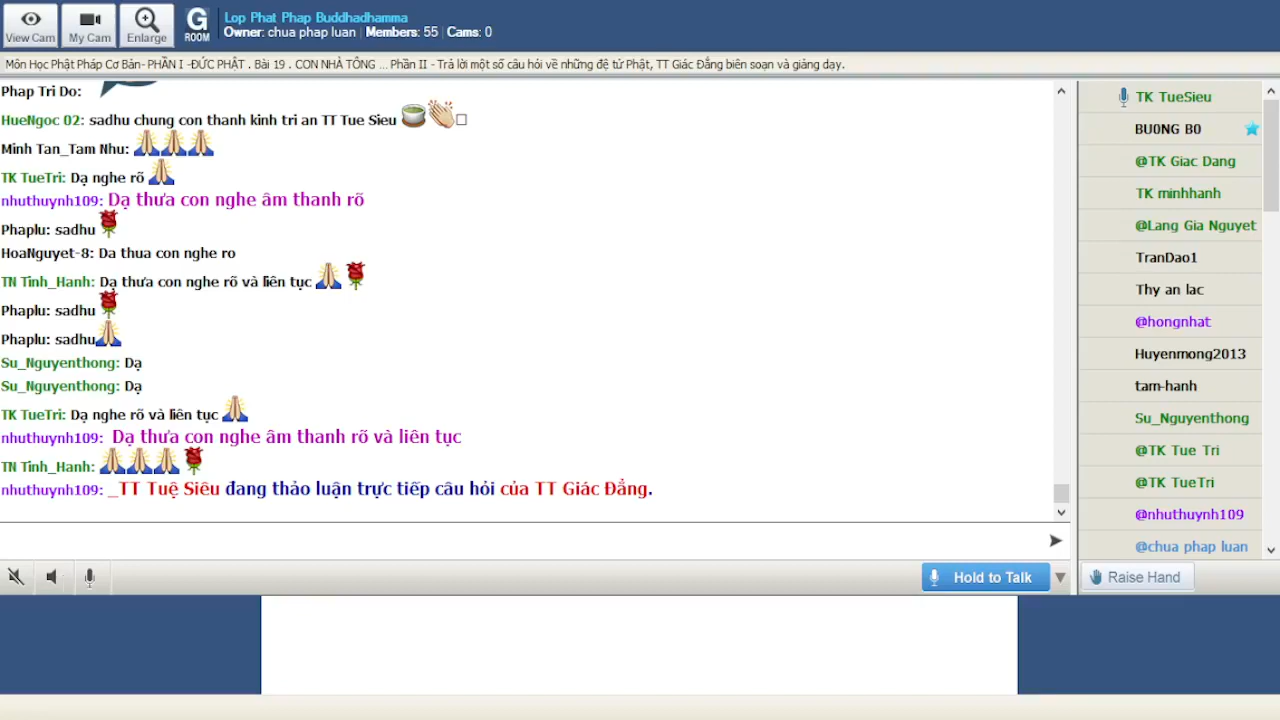 View Cam
My Cam
Enlarge
G
ROOM
Lop Phat Phap Buddhadhamma
Owner: chua phap luan | Members: 55 | Cams: 0
Môn Học Phật Pháp Cơ Bản- PHẦN I -ĐỨC PHẬT . Bài 19 . CON NHÀ TÔNG ... Phần II - Trả lời một số câu hỏi về những đệ tử Phật, TT Giác Đẳng biên soạn và giảng dạy.
Phap Tri Do:
HueNgoc 02: sadhu chung con thanh kinh tri an TT Tue Sieu
Minh Tan_Tam Nhu:
TK TueTri: Dạ nghe rõ
nhuthuynh109: Dạ thưa con nghe âm thanh rõ
Phaplu: sadhu
HoaNguyet-8: Da thua con nghe ro
TN Tinh_Hanh: Dạ thưa con nghe rõ và liên tục
Phaplu: sadhu
Phaplu: sadhu
Su_Nguyenthong: Dạ
Su_Nguyenthong: Dạ
TK TueTri: Dạ nghe rõ và liên tục
nhuthuynh109: Dạ thưa con nghe âm thanh rõ và liên tục
TN Tinh_Hanh:
nhuthuynh109: _TT Tuệ Siêu đang thảo luận trực tiếp câu hỏi của TT Giác Đẳng.
Hold to Talk
TK TueSieu
BU0NG B0
@TK Giac Dang
TK minhhanh
@Lang Gia Nguyet
TranDao1
Thy an lac
@hongnhat
Huyenmong2013
tam-hanh
Su_Nguyenthong
@TK Tue Tri
@TK TueTri
@nhuthuynh109
@chua phap luan
Raise Hand